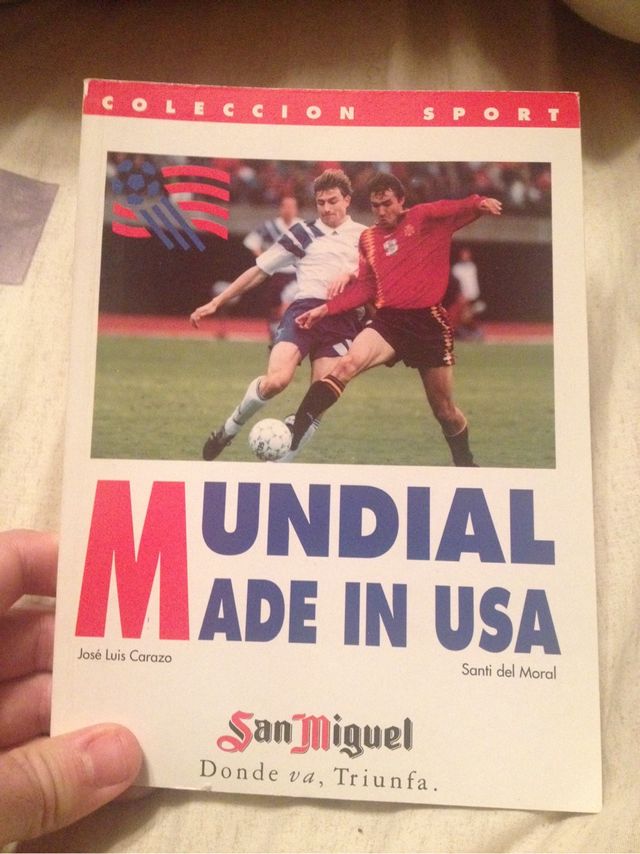 COLECCION SPORT
MUNDIAL
MADE IN USA
José Luis Carazo
Santi del Moral
San Miguel
Donde va, Triunfa.